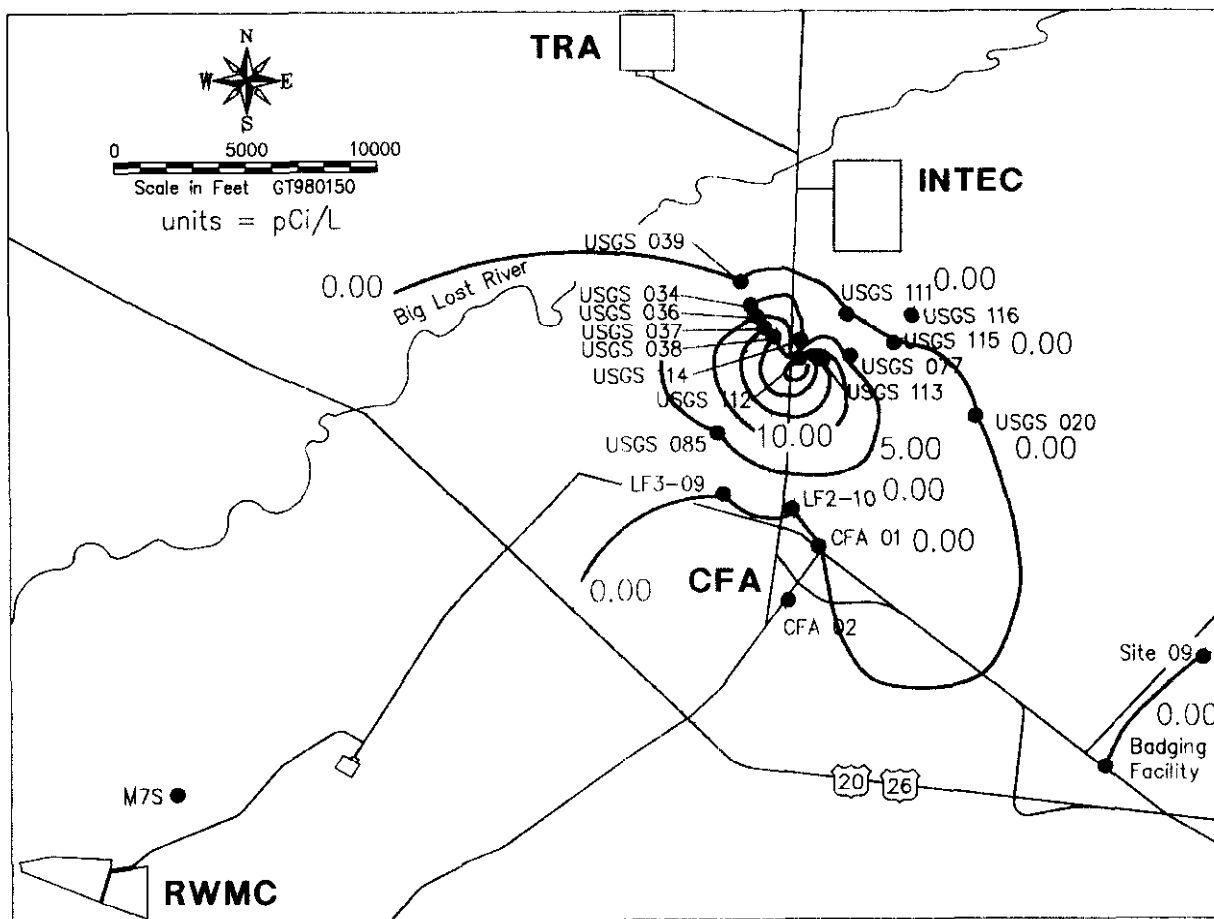 TRA
N
W E
S
0 5000 10000
Scale in Feet GT980150
units = pCi/L
INTEC
USGS 039
0.00
Big Lost River
USGS 034
USGS 036
USGS 037
USGS 038
USGS 114
USGS 112
USGS 111
0.00
USGS 116
USGS 115
0.00
USGS 077
USGS 113
USGS 020
0.00
10.00
5.00
USGS 085
LF3-09
LF2-10
0.00
CFA 01
0.00
CFA
0.00
CFA 02
Site 09
0.00
Badging
Facility
20
26
M7S
RWMC